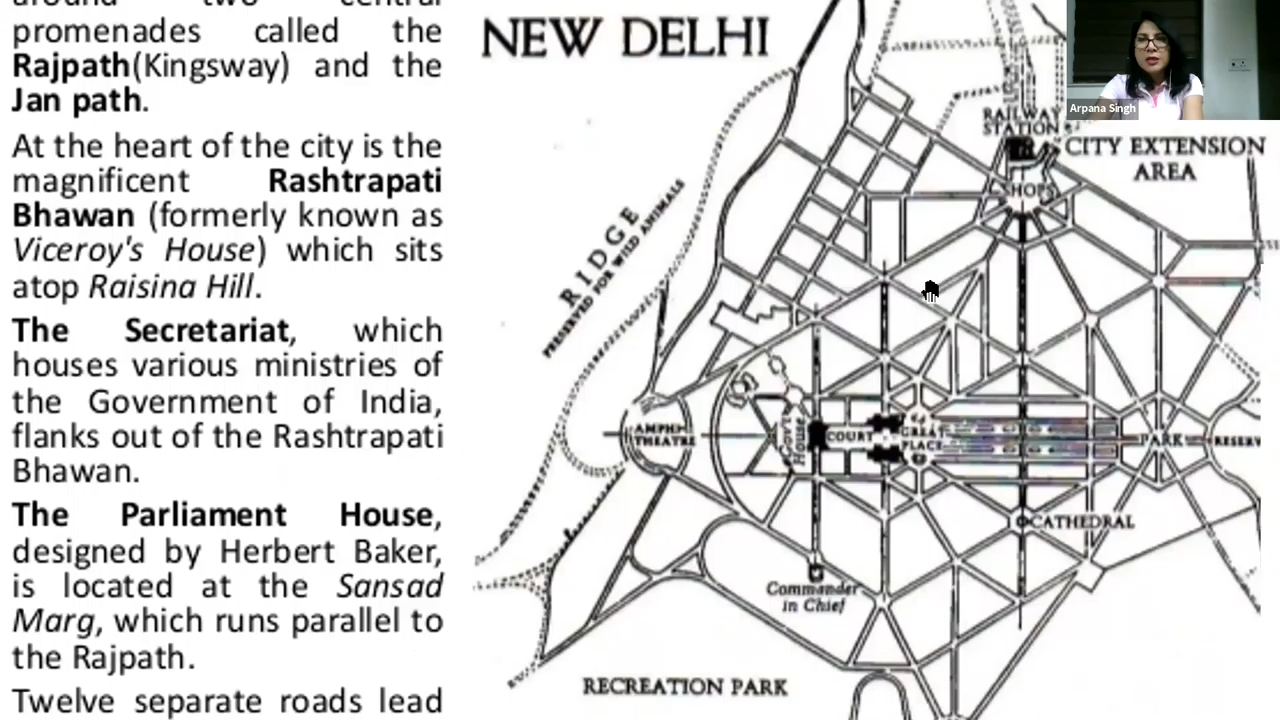 around two central
promenades called the
Rajpath(Kingsway) and the
Jan path.
At the heart of the city is the
magnificent Rashtrapati
Bhawan (formerly known as
Viceroy's House) which sits
atop Raisina Hill.
The Secretariat, which
houses various ministries of
the Government of India,
flanks out of the Rashtrapati
Bhawan.
The Parliament House,
designed by Herbert Baker,
is located at the Sansad
Marg, which runs parallel to
the Rajpath.
Twelve separate roads lead
NEW DELHI
Arpana Singh
RAILWAY
STATION
CITY EXTENSION
AREA
SHOPS
RIDGE
PRESERVED FOR WILD ANIMALS
AMPHI-
THEATRE
Gov't
House
COURT
GREAT
PLACE
PARK
RESERV
CATHEDRAL
Commander
in Chief
RECREATION PARK